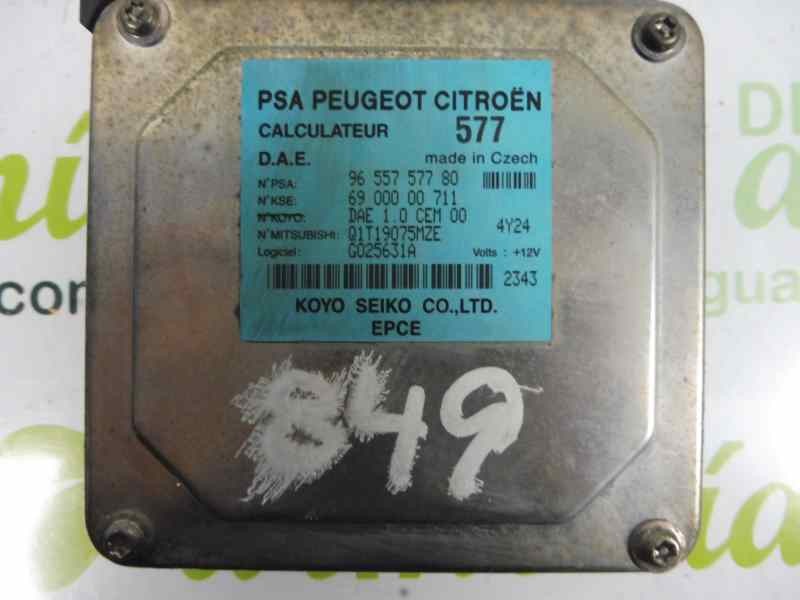 PSA PEUGEOT CITROËN
CALCULATEUR 577
D.A.E. made in Czech
N°PSA: 96 557 577 80
N°KSE: 69 000 00 711
N°KOYO: DAE 1.0 CEM 00
N°MITSUBISHI: Q1T19075MZE 4Y24
Logiciel: G025631A Volts : +12V
2343
KOYO SEIKO CO.,LTD.
EPCE
849